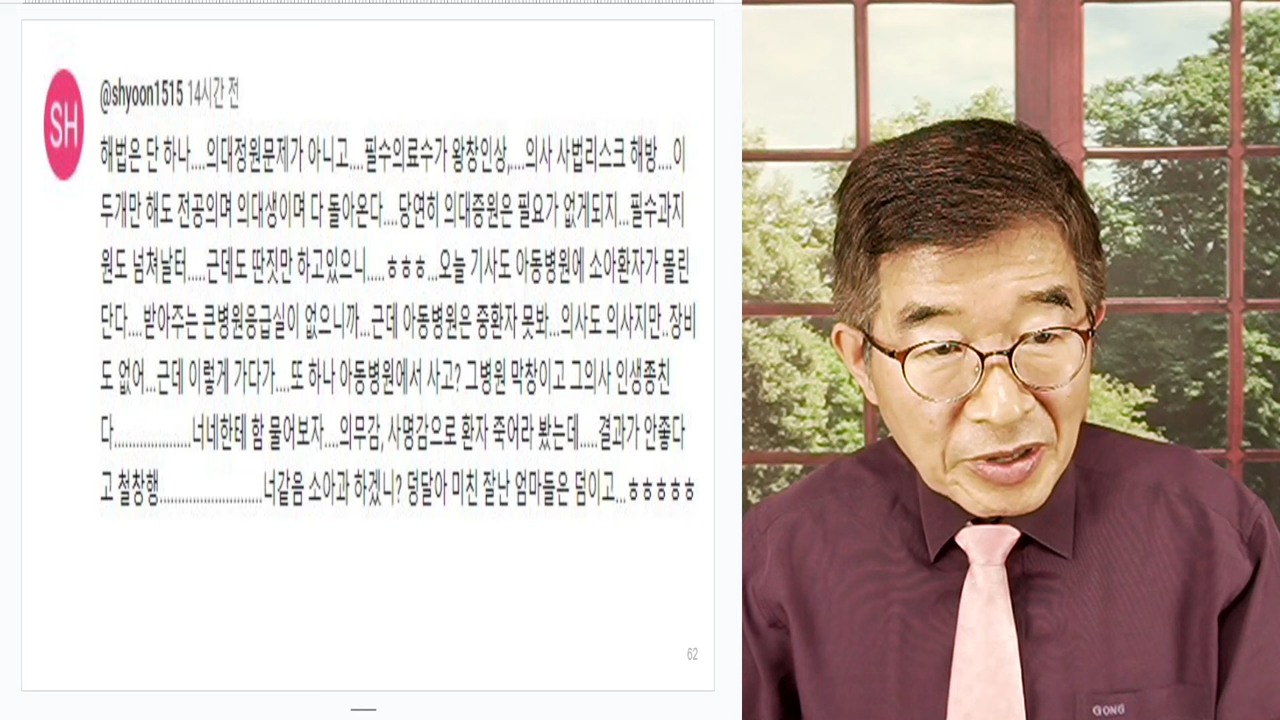 SH
@shyoon1515 14시간 전
해법은 단 하나....의대정원문제가 아니고....필수의료수가 왕창인상,....의사 사법리스크 해방....이
두개만 해도 전공의며 의대생이며 다 돌아온다....당연히 의대증원은 필요가 없게되지...필수과지
원도 넘쳐날터.....근데도 딴짓만 하고있으니.....ㅎㅎㅎ...오늘 기사도 아동병원에 소아환자가 몰린
단다....받아주는 큰병원응급실이 없으니까...근데 아동병원은 중환자 못봐...의사도 의사지만..장비
도 없어...근데 이렇게 가다가....또 하나 아동병원에서 사고? 그병원 막창이고 그의사 인생종친
다.....................너네한테 함 물어보자....의무감, 사명감으로 환자 죽어라 봤는데.....결과가 안좋다
고 철창행............................너같음 소아과 하겠니? 덩달아 미친 잘난 엄마들은 덤이고...ㅎㅎㅎㅎㅎ
62
GONG